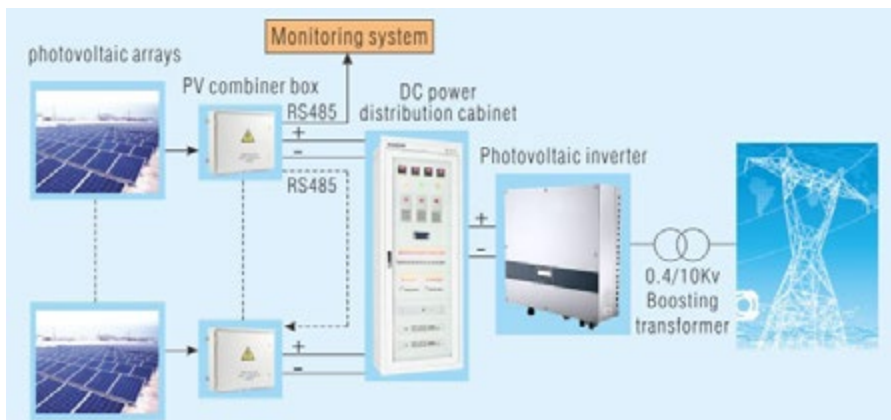 Monitoring system
photovoltaic arrays
PV combiner box
RS485
+
-
RS485
DC power
distribution cabinet
Photovoltaic inverter
+
-
0.4/10Kv
Boosting
transformer
+
-